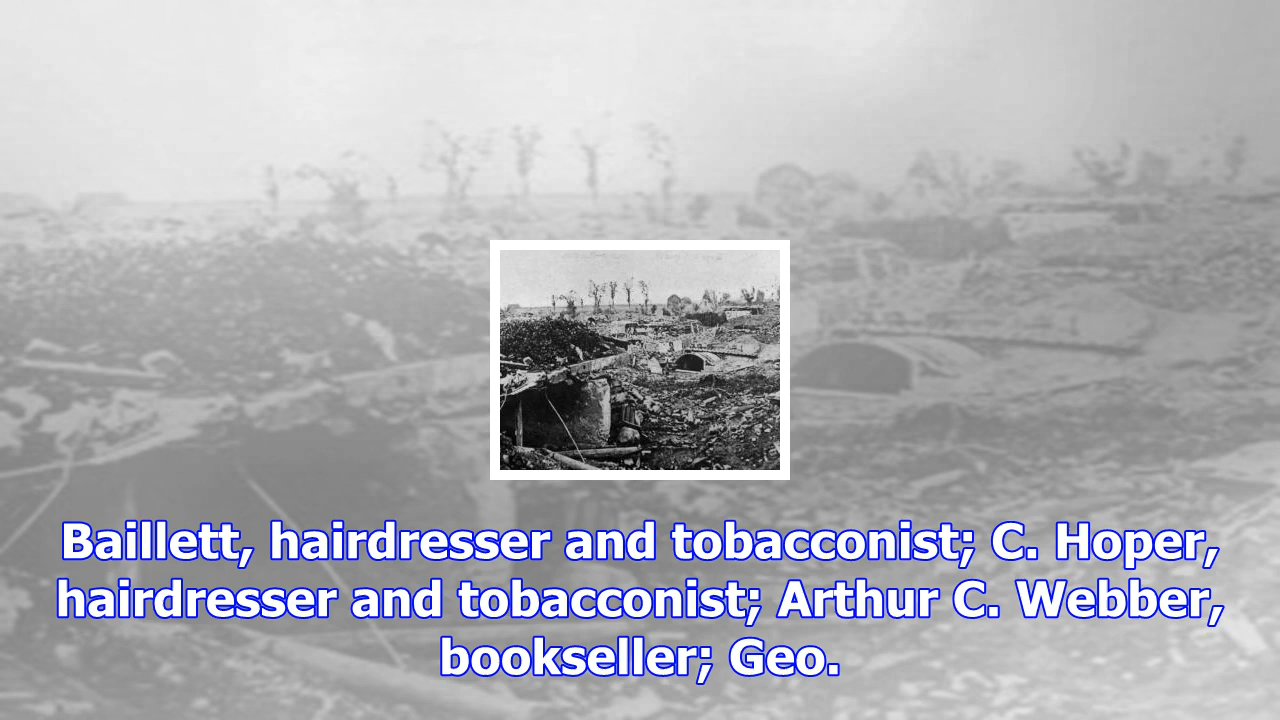 Baillett, hairdresser and tobacconist; C. Hoper,
hairdresser and tobacconist; Arthur C. Webber,
bookseller; Geo.